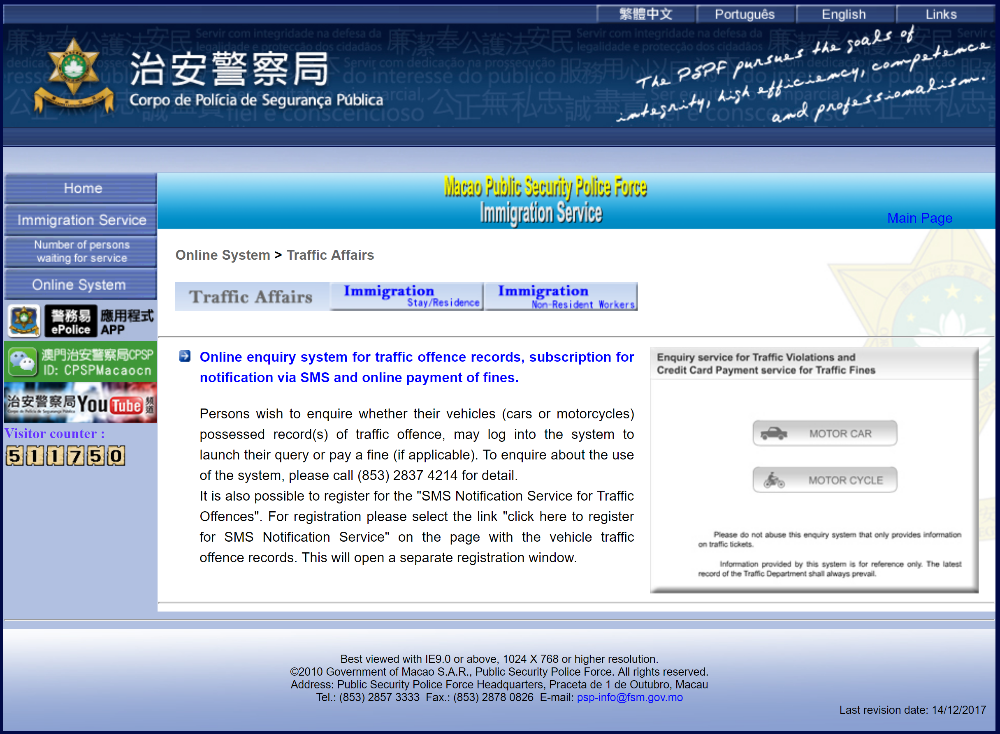 繁體中文 Português English Links
治安警察局
Corpo de Polícia de Segurança Pública
The PSPF pursues the goals of
integrity, high efficiency, competence
and professionalism.
Home
Immigration Service
Number of persons
waiting for service
Online System
警務易 應用程式
ePolice APP
澳門治安警察局CPSP
ID: CPSPMacaocn
治安警察局 YouTube 頻道
Corpo de Polícia de Segurança Pública
Visitor counter :
511750
Macao Public Security Police Force
Immigration Service
Main Page
Online System > Traffic Affairs
Traffic Affairs
Immigration
Stay/Residence
Immigration
Non-Resident Workers
Online enquiry system for traffic offence records, subscription for
notification via SMS and online payment of fines.
Persons wish to enquire whether their vehicles (cars or motorcycles)
possessed record(s) of traffic offence, may log into the system to
launch their query or pay a fine (if applicable). To enquire about the use
of the system, please call (853) 2837 4214 for detail.
It is also possible to register for the "SMS Notification Service for Traffic
Offences". For registration please select the link "click here to register
for SMS Notification Service" on the page with the vehicle traffic
offence records. This will open a separate registration window.
Enquiry service for Traffic Violations and
Credit Card Payment service for Traffic Fines
MOTOR CAR
MOTOR CYCLE
Please do not abuse this enquiry system that only provides information
on traffic tickets.
Information provided by this system is for reference only. The latest
record of the Traffic Department shall always prevail.
Best viewed with IE9.0 or above, 1024 X 768 or higher resolution.
©2010 Government of Macao S.A.R., Public Security Police Force. All rights reserved.
Address: Public Security Police Force Headquarters, Praceta de 1 de Outubro, Macau
Tel.: (853) 2857 3333 Fax.: (853) 2878 0826 E-mail: psp-info@fsm.gov.mo
Last revision date: 14/12/2017